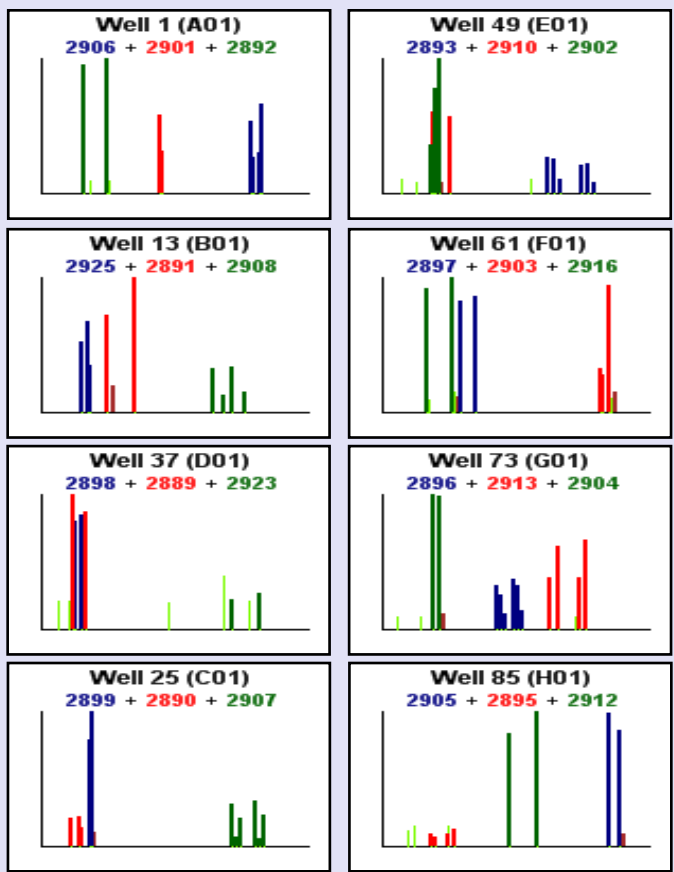 Well 1 (A01)
2906 + 2901 + 2892
Well 49 (E01)
2893 + 2910 + 2902
Well 13 (B01)
2925 + 2891 + 2908
Well 61 (F01)
2897 + 2903 + 2916
Well 37 (D01)
2898 + 2889 + 2923
Well 73 (G01)
2896 + 2913 + 2904
Well 25 (C01)
2899 + 2890 + 2907
Well 85 (H01)
2905 + 2895 + 2912